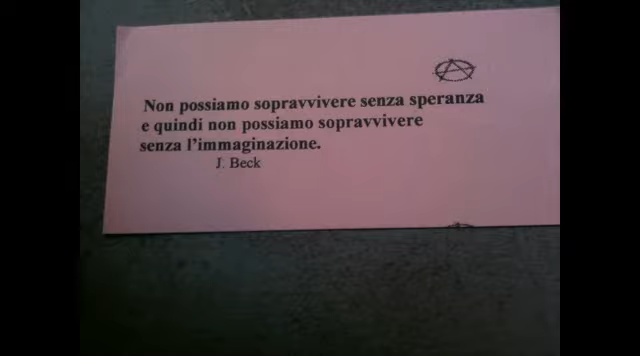 Non possiamo sopravvivere senza speranza
e quindi non possiamo sopravvivere
senza l'immaginazione.
J. Beck